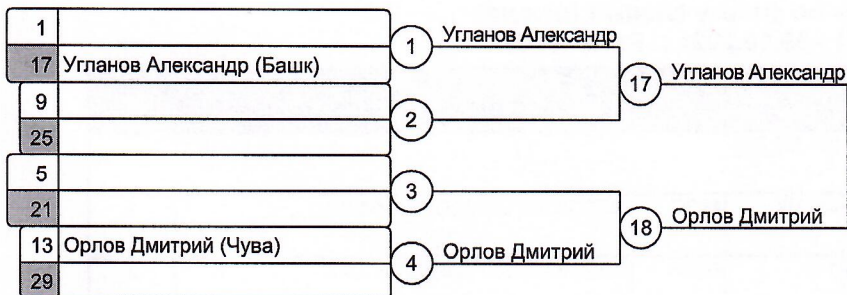 1
17 Угланов Александр (Башк)
1 Угланов Александр
9
25
2
17 Угланов Александр
5
21
3
13 Орлов Дмитрий (Чува)
29
4 Орлов Дмитрий
18 Орлов Дмитрий